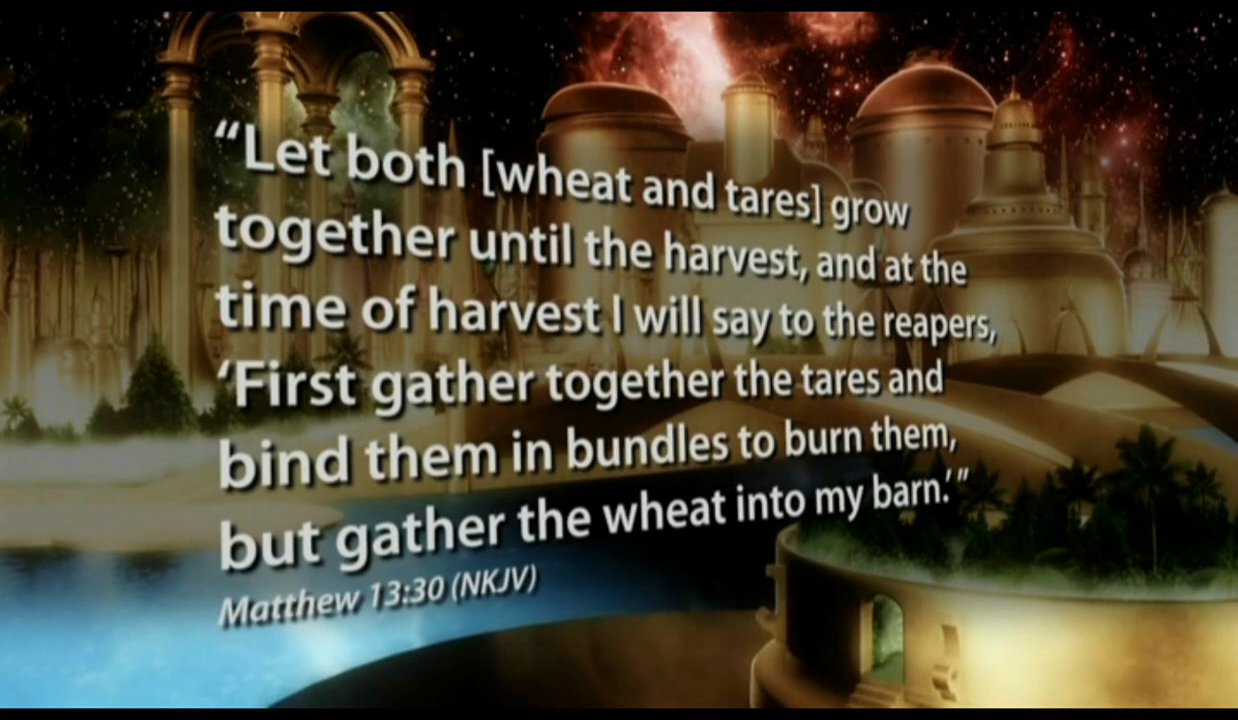 “Let both [wheat and tares] grow
together until the harvest, and at the
time of harvest I will say to the reapers,
‘First gather together the tares and
bind them in bundles to burn them,
but gather the wheat into my barn.’”
Matthew 13:30 (NKJV)